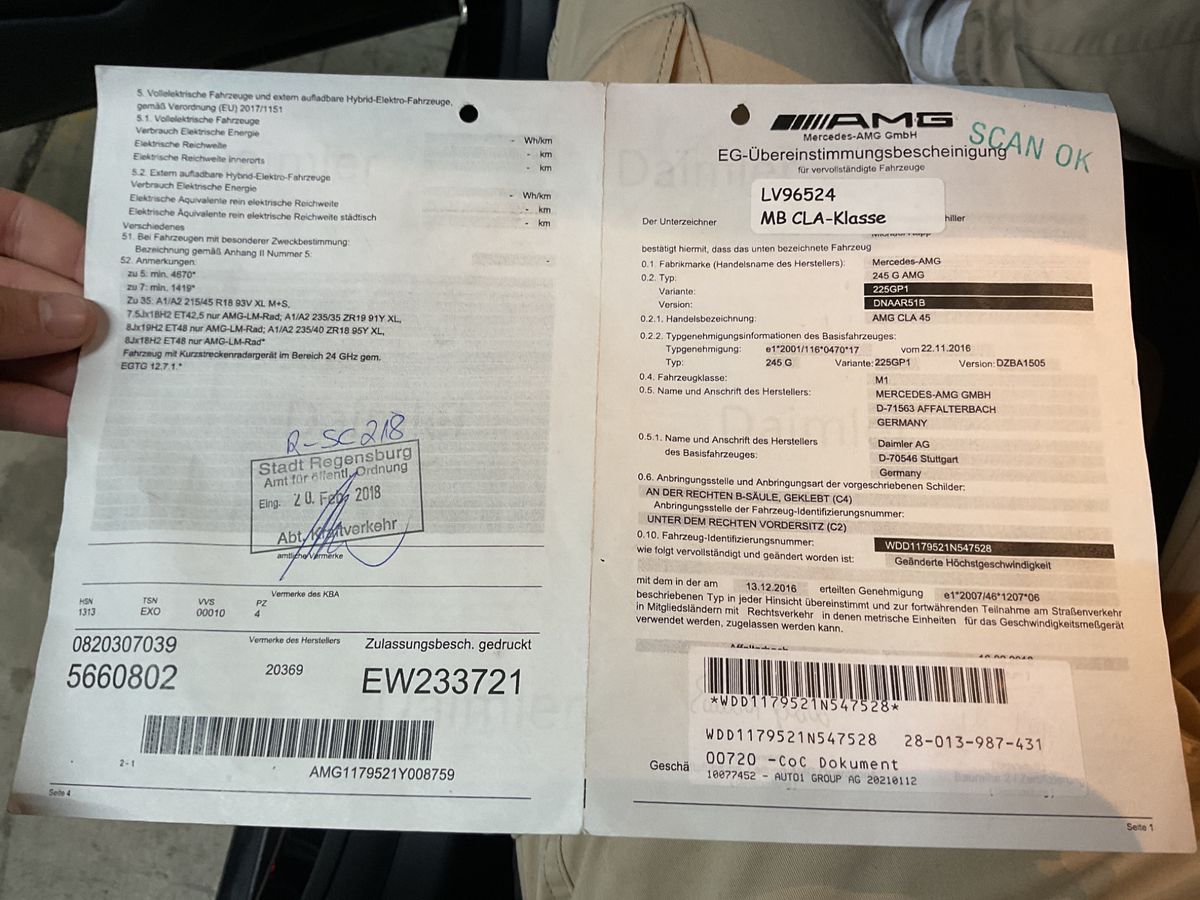 5. Vollelektrische Fahrzeuge und extern aufladbare Hybrid-Elektro-Fahrzeuge,
gemäß Verordnung (EU) 2017/1151
5.1. Vollelektrische Fahrzeuge
Verbrauch Elektrische Energie - Wh/km
Elektrische Reichweite - km
Elektrische Reichweite innerorts - km
5.2. Extern aufladbare Hybrid-Elektro-Fahrzeuge
Verbrauch Elektrische Energie - Wh/km
Elektrische Äquivalente rein elektrische Reichweite - km
Elektrische Äquivalente rein elektrische Reichweite städtisch - km
Verschiedenes
51. Bei Fahrzeugen mit besonderer Zweckbestimmung:
Bezeichnung gemäß Anhang II Nummer 5: -
52. Anmerkungen:
zu 5: min. 4670*
zu 7: min. 1419*
Zu 35: A1/A2 215/45 R18 93V XL M+S,
7.5Jx18H2 ET42,5 nur AMG-LM-Rad; A1/A2 235/35 ZR19 91Y XL,
8Jx19H2 ET48 nur AMG-LM-Rad; A1/A2 235/40 ZR18 95Y XL,
8Jx18H2 ET48 nur AMG-LM-Rad*
Fahrzeug mit Kurzstreckenradargerät im Bereich 24 GHz gem.
EGTG 12.7.1.*
R-SC218
Stadt Regensburg
Amt für öffentl. Ordnung
Eing. 20. Feb. 2018
Abt. Kraftverkehr
amtliche Vermerke
Vermerke des KBA
HSN TSN VVS PZ
1313 EXO 00010 4
0820307039 Vermerke des Herstellers Zulassungsbesch. gedruckt
5660802 20369 EW233721
2-1
AMG1179521Y008759
Seite 4
AMG
Mercedes-AMG GmbH
SCAN OK
EG-Übereinstimmungsbescheinigung
für vervollständigte Fahrzeuge
LV96524
MB CLA-Klasse
Der Unterzeichner hiller
bestätigt hiermit, dass das unten bezeichnete Fahrzeug
0.1. Fabrikmarke (Handelsname des Herstellers): Mercedes-AMG
0.2. Typ: 245 G AMG
Variante: 225GP1
Version: DNAAR51B
0.2.1. Handelsbezeichnung: AMG CLA 45
0.2.2. Typgenehmigungsinformationen des Basisfahrzeuges:
Typgenehmigung: e1*2001/116*0470*17 vom 22.11.2016
Typ: 245 G Variante: 225GP1 Version: DZBA1505
0.4. Fahrzeugklasse: M1
0.5. Name und Anschrift des Herstellers: MERCEDES-AMG GMBH
D-71563 AFFALTERBACH
GERMANY
0.5.1. Name und Anschrift des Herstellers Daimler AG
des Basisfahrzeuges: D-70546 Stuttgart
Germany
0.6. Anbringungsstelle und Anbringungsart der vorgeschriebenen Schilder:
AN DER RECHTEN B-SÄULE, GEKLEBT (C4)
Anbringungsstelle der Fahrzeug-Identifizierungsnummer:
UNTER DEM RECHTEN VORDERSITZ (C2)
0.10. Fahrzeug-Identifizierungsnummer: WDD1179521N547528
wie folgt vervollständigt und geändert worden ist: Geänderte Höchstgeschwindigkeit
mit dem in der am 13.12.2016 erteilten Genehmigung e1*2007/46*1207*06
beschriebenen Typ in jeder Hinsicht übereinstimmt und zur fortwährenden Teilnahme am Straßenverkehr
in Mitgliedsländern mit Rechtsverkehr in denen metrische Einheiten für das Geschwindigkeitsmeßgerät
verwendet werden, zugelassen werden kann.
*WDD1179521N547528*
WDD1179521N547528 28-013-987-431
00720 -CoC Dokument
Geschä 10077452 - AUTO1 GROUP AG 20210112
Seite 1